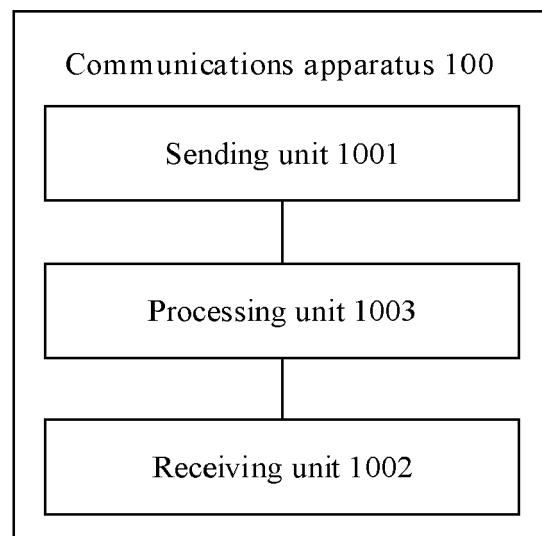 Communications apparatus 100
Sending unit 1001
Processing unit 1003
Receiving unit 1002